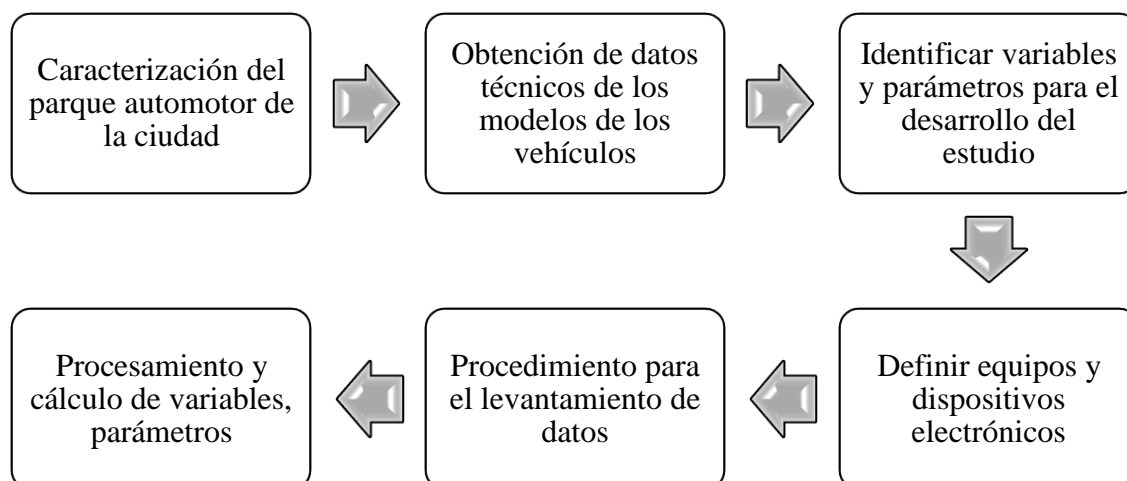 Caracterización del
parque automotor de
la ciudad
Obtención de datos
técnicos de los
modelos de los
vehículos
Identificar variables
y parámetros para el
desarrollo del
estudio
Definir equipos y
dispositivos
electrónicos
Procedimiento para
el levantamiento de
datos
Procesamiento y
cálculo de variables,
parámetros